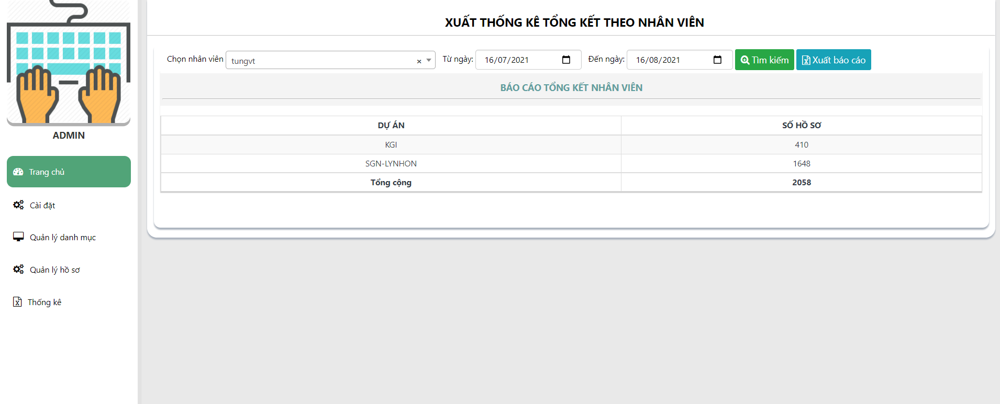 ADMIN
Trang chủ
Cài đặt
Quản lý danh mục
Quản lý hồ sơ
Thống kê
XUẤT THỐNG KÊ TỔNG KẾT THEO NHÂN VIÊN
Chọn nhân viên tungvt × Từ ngày: 16/07/2021 Đến ngày: 16/08/2021 Tìm kiếm Xuất báo cáo
BÁO CÁO TỔNG KẾT NHÂN VIÊN
DỰ ÁN SỐ HỒ SƠ
KGI 410
SGN-LYNHON 1648
Tổng cộng 2058